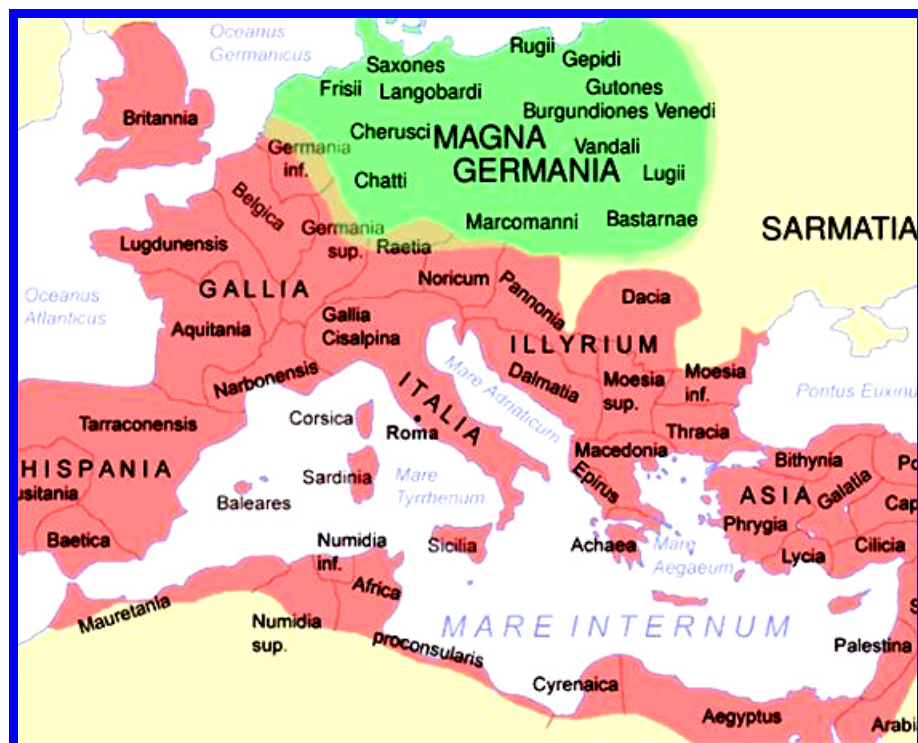 Oceanus
Germanicus
Rugii
Gepidi
Saxones
Frisii
Langobardi
Gutones
Burgundiones Venedi
Britannia
Cherusci
MAGNA
GERMANIA
Vandali
Lugii
Germania
inf.
Chatti
Belgica
Marcomanni
Bastarnae
SARMATIA
Lugdunensis
Germania
sup.
Raetia
Noricum
Pannonia
Dacia
Oceanus
Atlanticus
GALLIA
Gallia
Cisalpina
Aquitania
ILLYRIUM
Narbonensis
Mare Adriaticum
Dalmatia
Moesia
sup.
Moesia
inf.
Pontus Euxinu
ITALIA
Corsica
Roma
Tarraconensis
Thracia
Macedonia
Epirus
Bithynia
Po
HISPANIA
usitania
Sardinia
Mare
Tyrrhenum
Baleares
ASIA
Galatia
Cap
Phrygia
Baetica
Numidia
inf.
Sicilia
Achaea
Mare
Aegaeum
Lycia
Cilicia
Africa
proconsularis
Mauretania
Numidia
sup.
MARE INTERNUM
S
Palestina
Cyrenaica
Aegyptus
Arabi